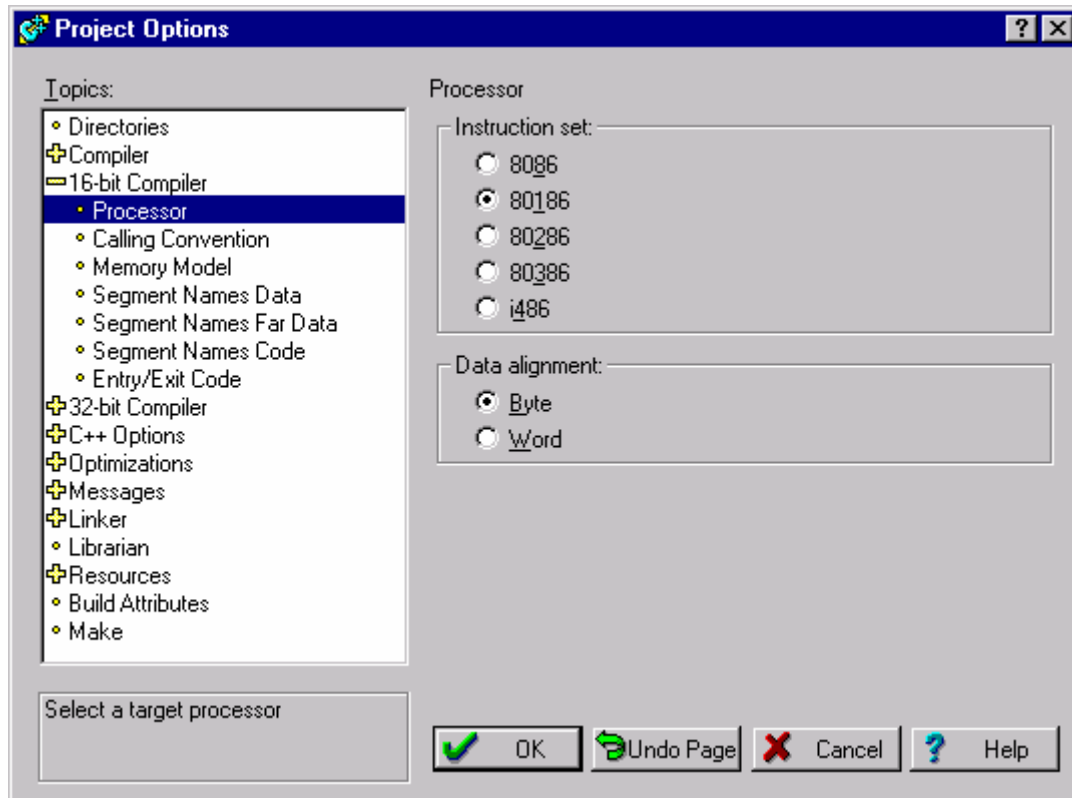 Project Options
Topics:
Directories
Compiler
16-bit Compiler
Processor
Calling Convention
Memory Model
Segment Names Data
Segment Names Far Data
Segment Names Code
Entry/Exit Code
32-bit Compiler
C++ Options
Optimizations
Messages
Linker
Librarian
Resources
Build Attributes
Make
Select a target processor
Processor
Instruction set:
8086
80186
80286
80386
i486
Data alignment:
Byte
Word
OK
Undo Page
Cancel
Help